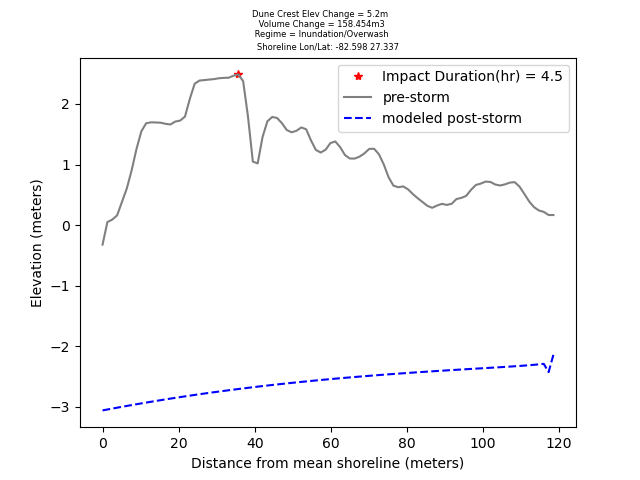 Dune Crest Elev Change = 5.2m
Volume Change = 158.454m3
Regime = Inundation/Overwash
Shoreline Lon/Lat: -82.598 27.337
Impact Duration(hr) = 4.5
pre-storm
modeled post-storm
Elevation (meters)
2
1
0
−1
−2
−3
0 20 40 60 80 100 120
Distance from mean shoreline (meters)